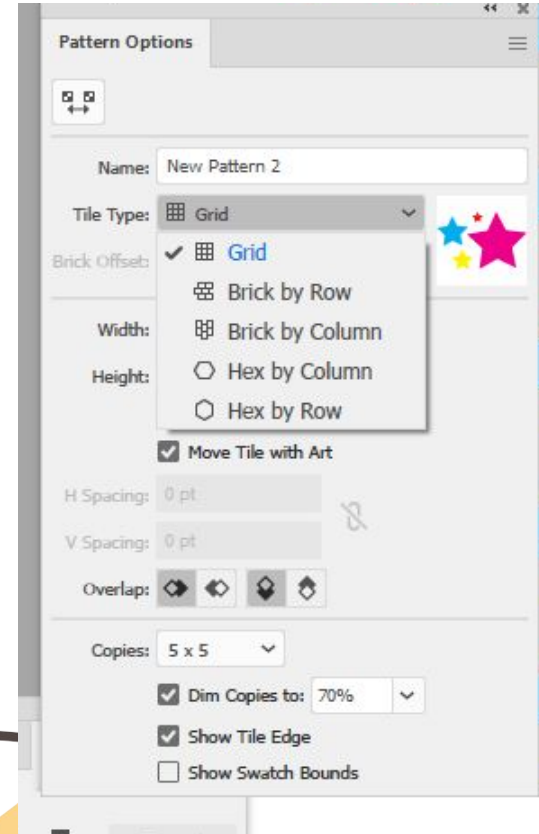 Pattern Options
Name: New Pattern 2
Tile Type: Grid
Brick Offset: Grid
Brick by Row
Width: Brick by Column
Height: Hex by Column
Hex by Row
Move Tile with Art
H Spacing: 0 pt
V Spacing: 0 pt
Overlap:
Copies: 5 x 5
Dim Copies to: 70%
Show Tile Edge
Show Swatch Bounds